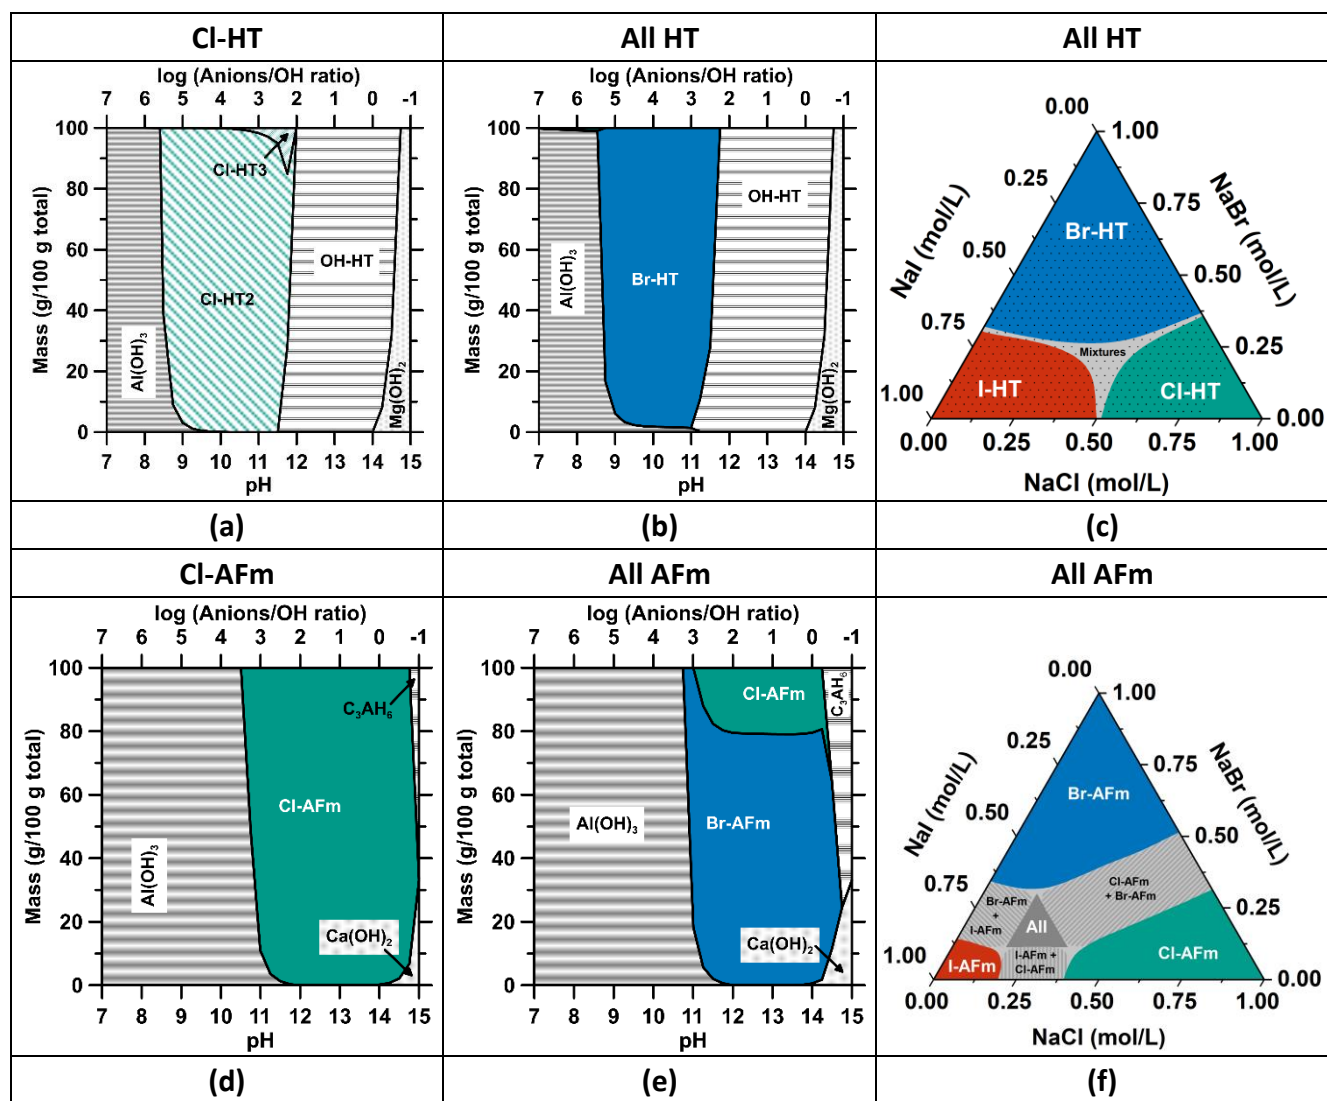 Cl-HT
All HT
All HT
log (Anions/OH ratio)
7 6 5 4 3 2 1 0 -1
100
80
60
40
20
0
Mass (g/100 g total)
Cl-HT3
OH-HT
Cl-HT2
Al(OH)₃
Mg(OH)₂
7 8 9 10 11 12 13 14 15
pH
log (Anions/OH ratio)
7 6 5 4 3 2 1 0 -1
100
80
60
40
20
0
Mass (g/100 g total)
OH-HT
Al(OH)₃
Br-HT
Mg(OH)₂
7 8 9 10 11 12 13 14 15
pH
0.00
0.25
0.50
0.75
1.00
NaI (mol/L)
1.00
0.75
0.50
0.25
0.00
NaBr (mol/L)
Br-HT
Mixtures
I-HT
Cl-HT
0.00 0.25 0.50 0.75 1.00
NaCl (mol/L)
(a)
(b)
(c)
Cl-AFm
All AFm
All AFm
log (Anions/OH ratio)
7 6 5 4 3 2 1 0 -1
100
80
60
40
20
0
Mass (g/100 g total)
C₃AH₆
Cl-AFm
Al(OH)₃
Ca(OH)₂
7 8 9 10 11 12 13 14 15
pH
log (Anions/OH ratio)
7 6 5 4 3 2 1 0 -1
100
80
60
40
20
0
Mass (g/100 g total)
Cl-AFm
C₃AH₆
Al(OH)₃
Br-AFm
Ca(OH)₂
7 8 9 10 11 12 13 14 15
pH
0.00
0.25
0.50
0.75
1.00
NaI (mol/L)
1.00
0.75
0.50
0.25
0.00
NaBr (mol/L)
Br-AFm
Cl-AFm
+ Br-AFm
Br-AFm
+
I-AFm
All
I-AFm
I-AFm +
Cl-AFm
Cl-AFm
0.00 0.25 0.50 0.75 1.00
NaCl (mol/L)
(d)
(e)
(f)